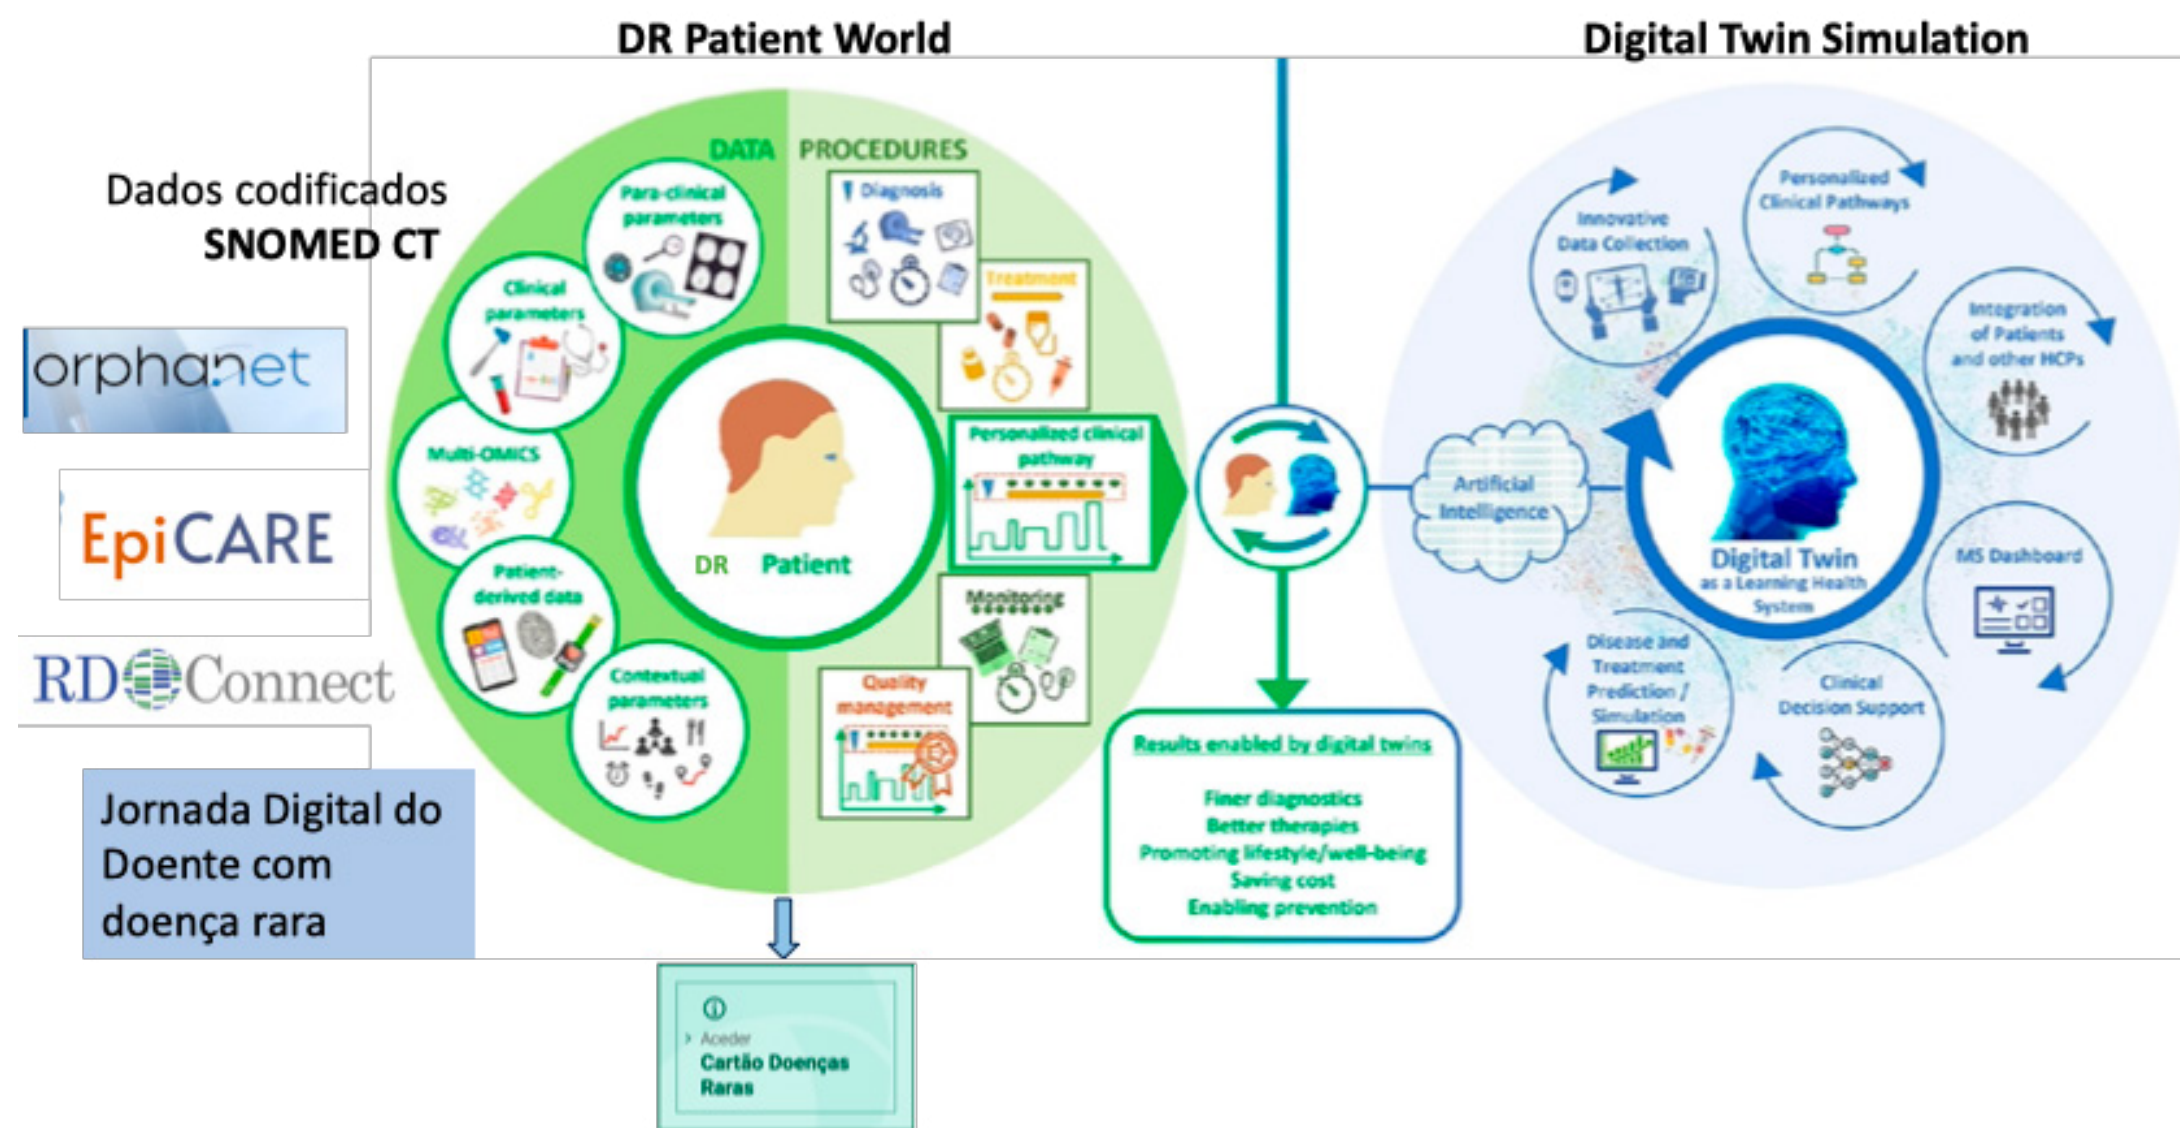 DR Patient World
Digital Twin Simulation
Dados codificados
SNOMED CT
orphanet
EpiCARE
RD Connect
Jornada Digital do
Doente com
doença rara
DATA
PROCEDURES
Para-clinical
parameters
Clinical
parameters
Multi-OMICS
Patient-
derived data
Contextual
parameters
DR Patient
Diagnosis
Treatment
Personalized clinical
pathway
Monitoring
Quality
management
Aceder
Cartão Doenças
Raras
Results enabled by digital twins
Finer diagnostics
Better therapies
Promoting lifestyle/well-being
Saving cost
Enabling prevention
Artificial
Intelligence
Innovative
Data Collection
Personalized
Clinical Pathways
Integration
of Patients
and other HCPs
MS Dashboard
Clinical
Decision Support
Disease and
Treatment
Prediction /
Simulation
Digital Twin
as a Learning Health
System